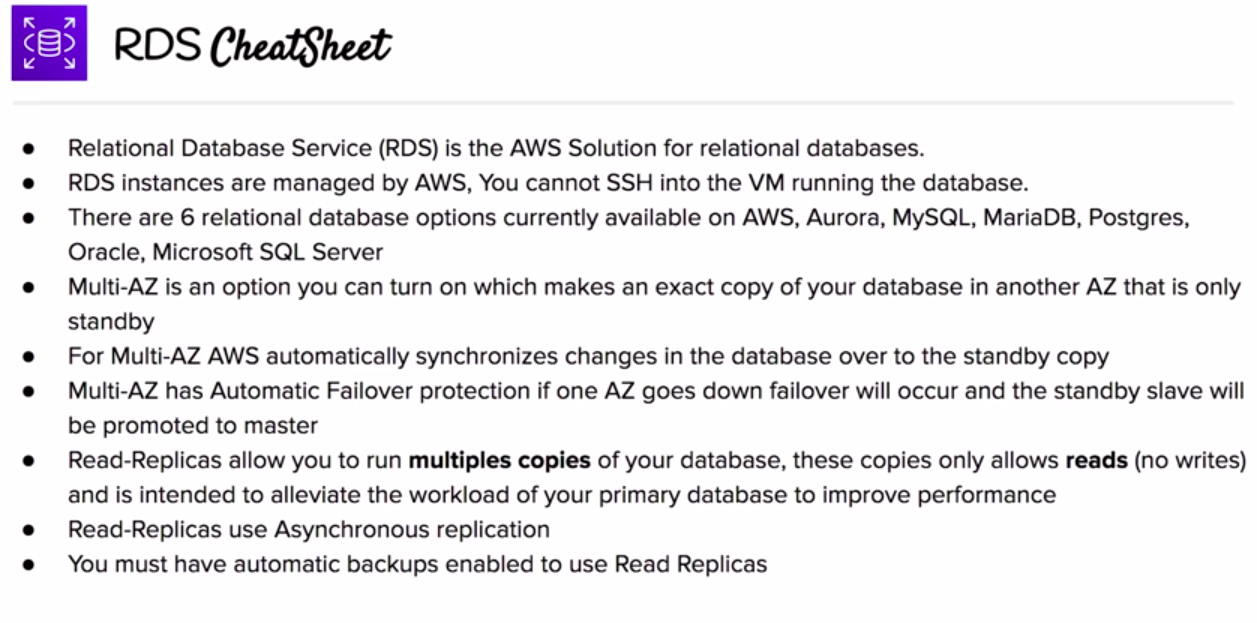 RDS CheatSheet
● Relational Database Service (RDS) is the AWS Solution for relational databases.
● RDS instances are managed by AWS, You cannot SSH into the VM running the database.
● There are 6 relational database options currently available on AWS, Aurora, MySQL, MariaDB, Postgres,
Oracle, Microsoft SQL Server
● Multi-AZ is an option you can turn on which makes an exact copy of your database in another AZ that is only
standby
● For Multi-AZ AWS automatically synchronizes changes in the database over to the standby copy
● Multi-AZ has Automatic Failover protection if one AZ goes down failover will occur and the standby slave will
be promoted to master
● Read-Replicas allow you to run multiples copies of your database, these copies only allows reads (no writes)
and is intended to alleviate the workload of your primary database to improve performance
● Read-Replicas use Asynchronous replication
● You must have automatic backups enabled to use Read Replicas